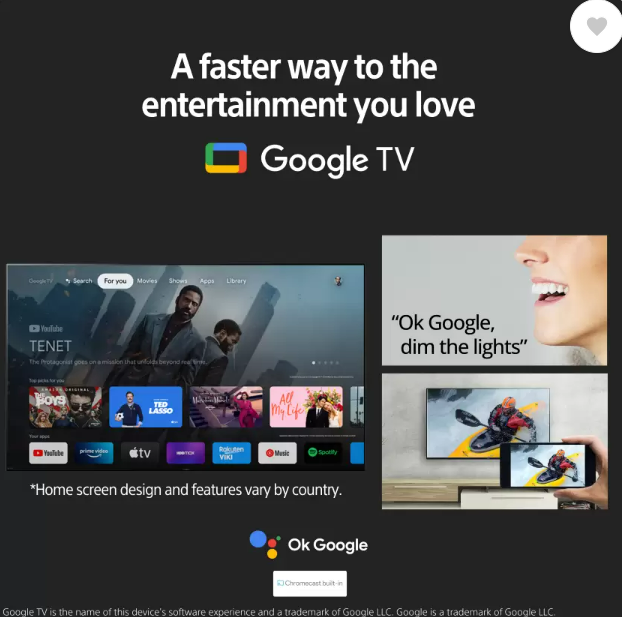 A faster way to the
entertainment you love
Google TV
Google TV
Search
For you
Movies
Shows
Apps
Library
YouTube
TENET
The Protagonist goes on a mission that unfolds beyond real time.
Top picks for you
THE BOYS
TED LASSO
All My Life
Your apps
YouTube
prime video
tv
Rakuten
VIKI
Music
Spotify
*Home screen design and features vary by country.
“Ok Google,
dim the lights”
Ok Google
Chromecast built-in
Google TV is the name of this device's software experience and a trademark of Google LLC. Google is a trademark of Google LLC.